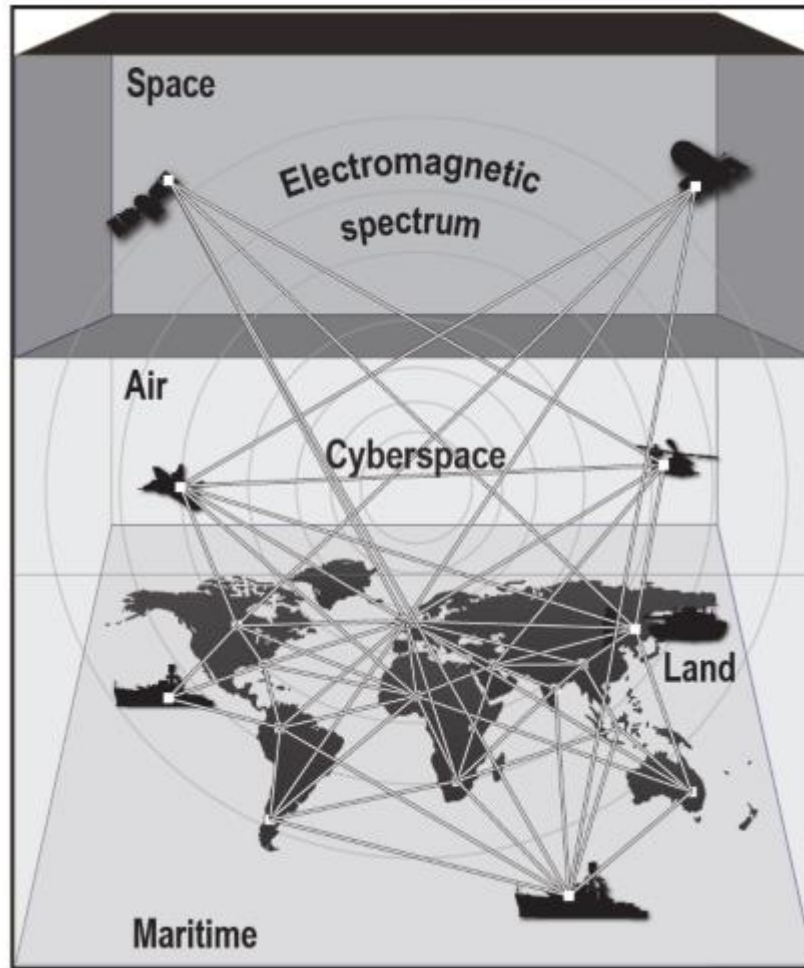 Space
Electromagnetic
spectrum
Air
Cyberspace
Land
Maritime